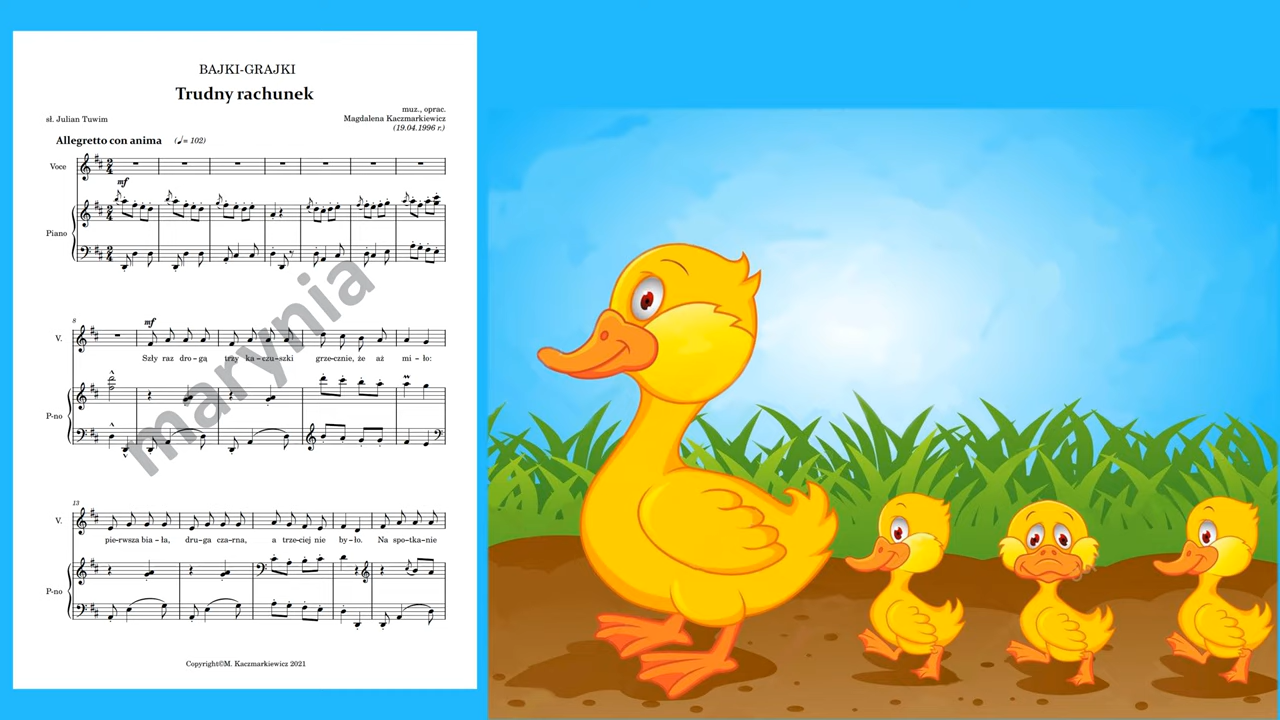 BAJKI-GRAJKI
Trudny rachunek
muz., oprac.
sł. Julian Tuwim
Magdalena Kaczmarkiewicz
(19.04.1996 r.)
Allegretto con anima (♩= 102)
Voce
mf
Piano
marynia
8
mf
V.
Szły raz dro-gą trzy ka-czu-szki grze-cznie, że aż mi-ło:
P-no
13
V.
pie-rwsza bia-ła, dru-ga cza-rna, a trze-ciej nie by-ło. Na spo-tka-nie
P-no
Copyright©M. Kaczmarkiewicz 2021